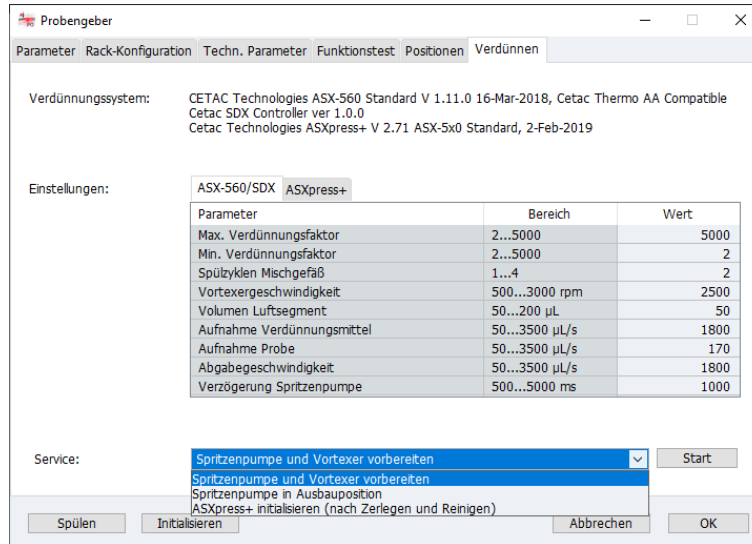 Probengeber
Parameter Rack-Konfiguration Techn. Parameter Funktionstest Positionen Verdünnen
Verdünnungssystem: CETAC Technologies ASX-560 Standard V 1.11.0 16-Mar-2018, Cetac Thermo AA Compatible
Cetac SDX Controller ver 1.0.0
Cetac Technologies ASXpress+ V 2.71 ASX-5x0 Standard, 2-Feb-2019
Einstellungen: ASX-560/SDX ASXpress+
Parameter Bereich Wert
Max. Verdünnungsfaktor 2...5000 5000
Min. Verdünnungsfaktor 2...5000 2
Spülzyklen Mischgefäß 1...4 2
Vortexergeschwindigkeit 500...3000 rpm 2500
Volumen Luftsegment 50...200 µL 50
Aufnahme Verdünnungsmittel 50...3500 µL/s 1800
Aufnahme Probe 50...3500 µL/s 170
Abgabegeschwindigkeit 50...3500 µL/s 1800
Verzögerung Spritzenpumpe 500...5000 ms 1000
Service: Spritzenpumpe und Vortexer vorbereiten Start
Spritzenpumpe und Vortexer vorbereiten
Spritzenpumpe in Ausbauposition
ASXpress+ initialisieren (nach Zerlegen und Reinigen)
Spülen Initialisieren Abbrechen OK